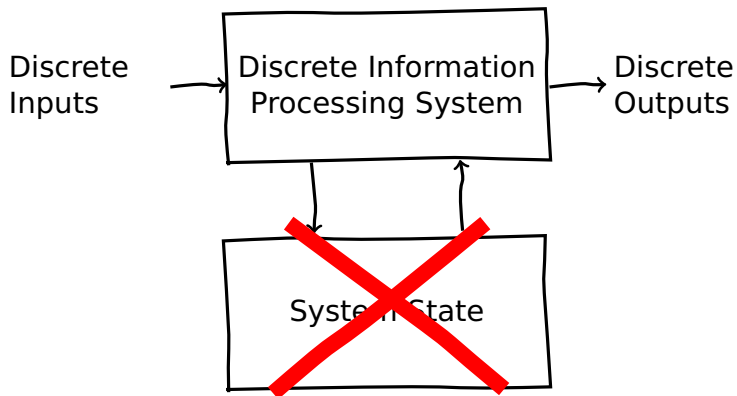 Discrete
Inputs
Discrete Information
Processing System
Discrete
Outputs
System State